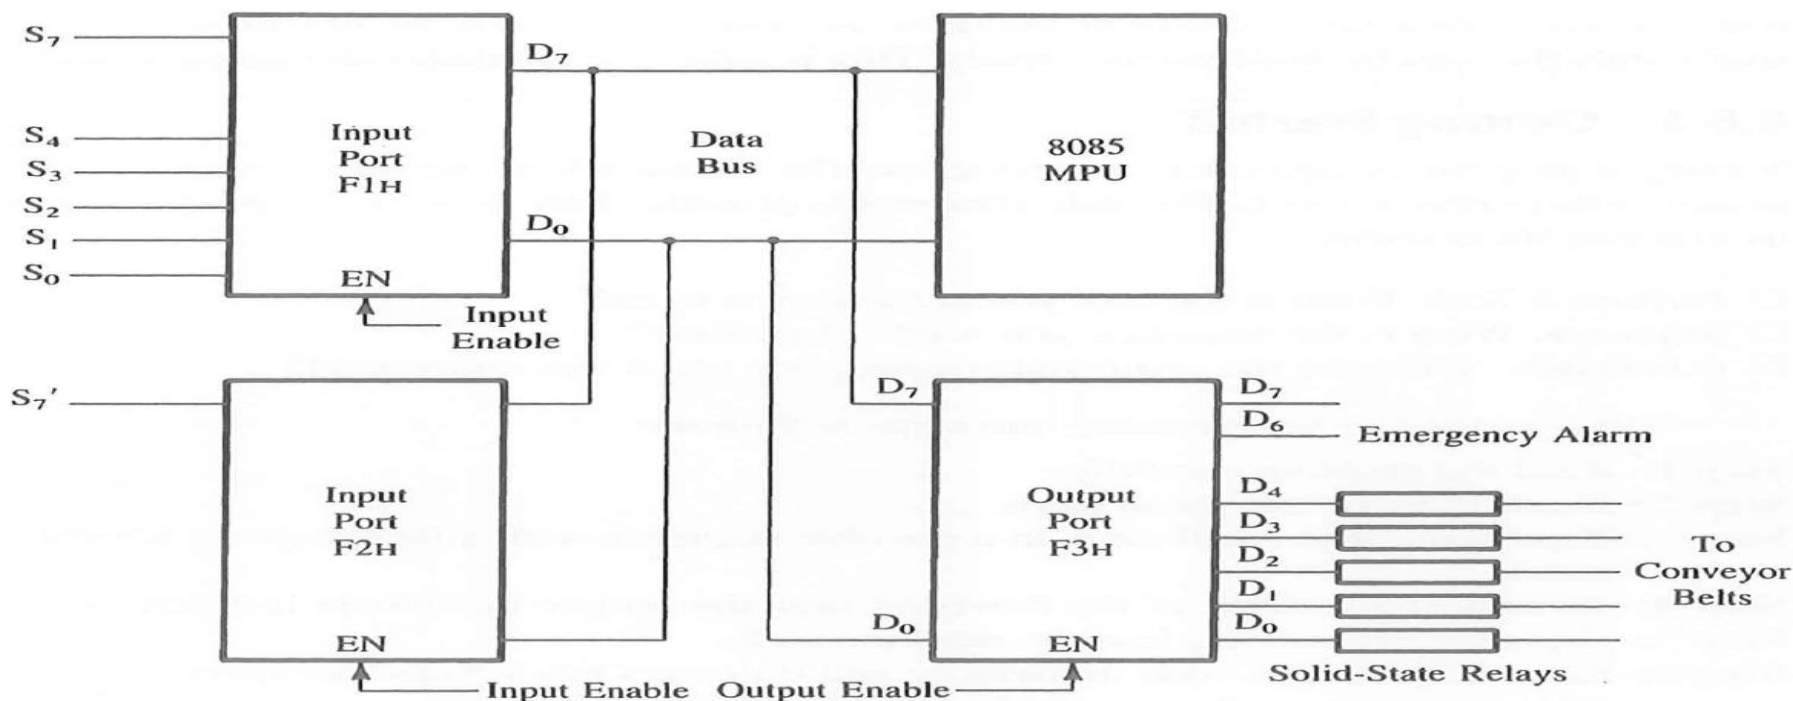 S₇
S₄
S₃
S₂
S₁
S₀
Input
Port
F1H
EN
Input
Enable
D₇
D₀
Data
Bus
8085
MPU
S₇′
Input
Port
F2H
EN
Input Enable
D₇
D₀
Output
Port
F3H
EN
Output Enable
D₇
D₆
Emergency Alarm
D₄
D₃
D₂
D₁
D₀
To
Conveyor
Belts
Solid-State Relays